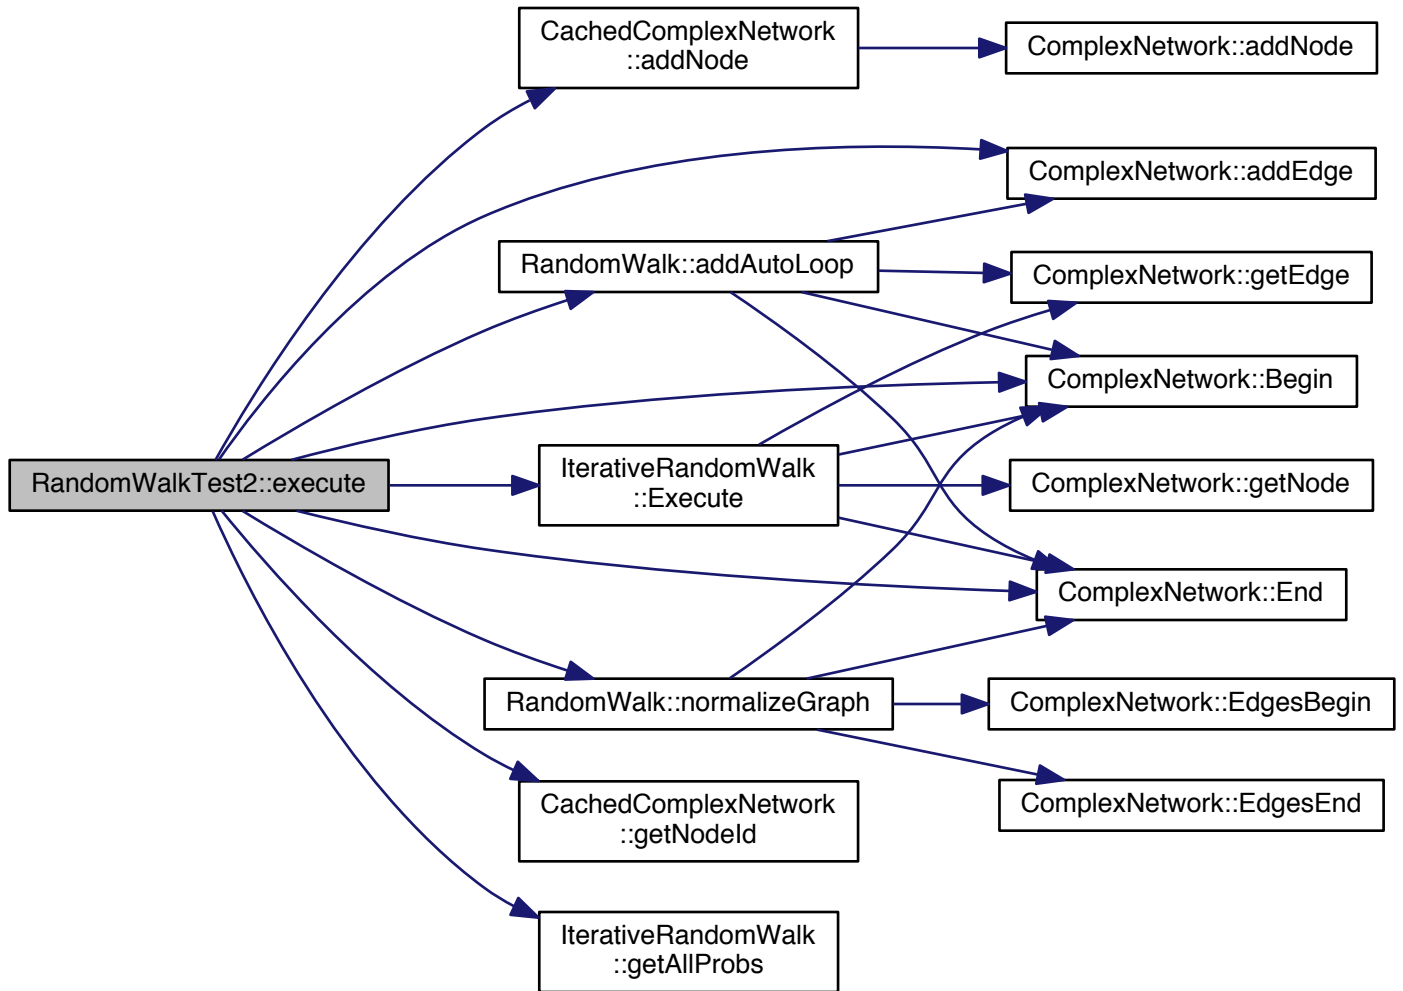 CachedComplexNetwork
::addNode
ComplexNetwork::addNode
ComplexNetwork::addEdge
RandomWalk::addAutoLoop
ComplexNetwork::getEdge
ComplexNetwork::Begin
RandomWalkTest2::execute
IterativeRandomWalk
::Execute
ComplexNetwork::getNode
ComplexNetwork::End
RandomWalk::normalizeGraph
ComplexNetwork::EdgesBegin
CachedComplexNetwork
::getNodeId
ComplexNetwork::EdgesEnd
IterativeRandomWalk
::getAllProbs